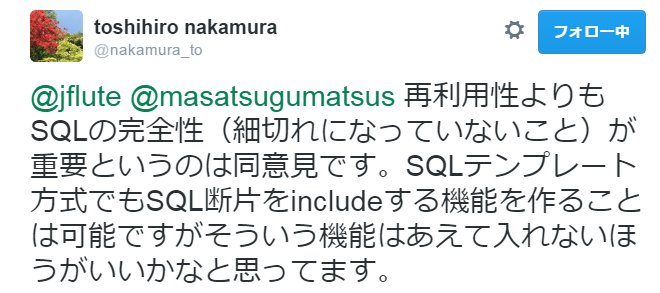 toshihiro nakamura
@nakamura_to
フォロー中
@jflute @masatsugumatsus 再利用性よりも
SQLの完全性（細切れになっていないこと）が
重要というのは同意見です。SQLテンプレート
方式でもSQL断片をincludeする機能を作ること
は可能ですがそういう機能はあえて入れないほ
うがいいかなと思ってます。